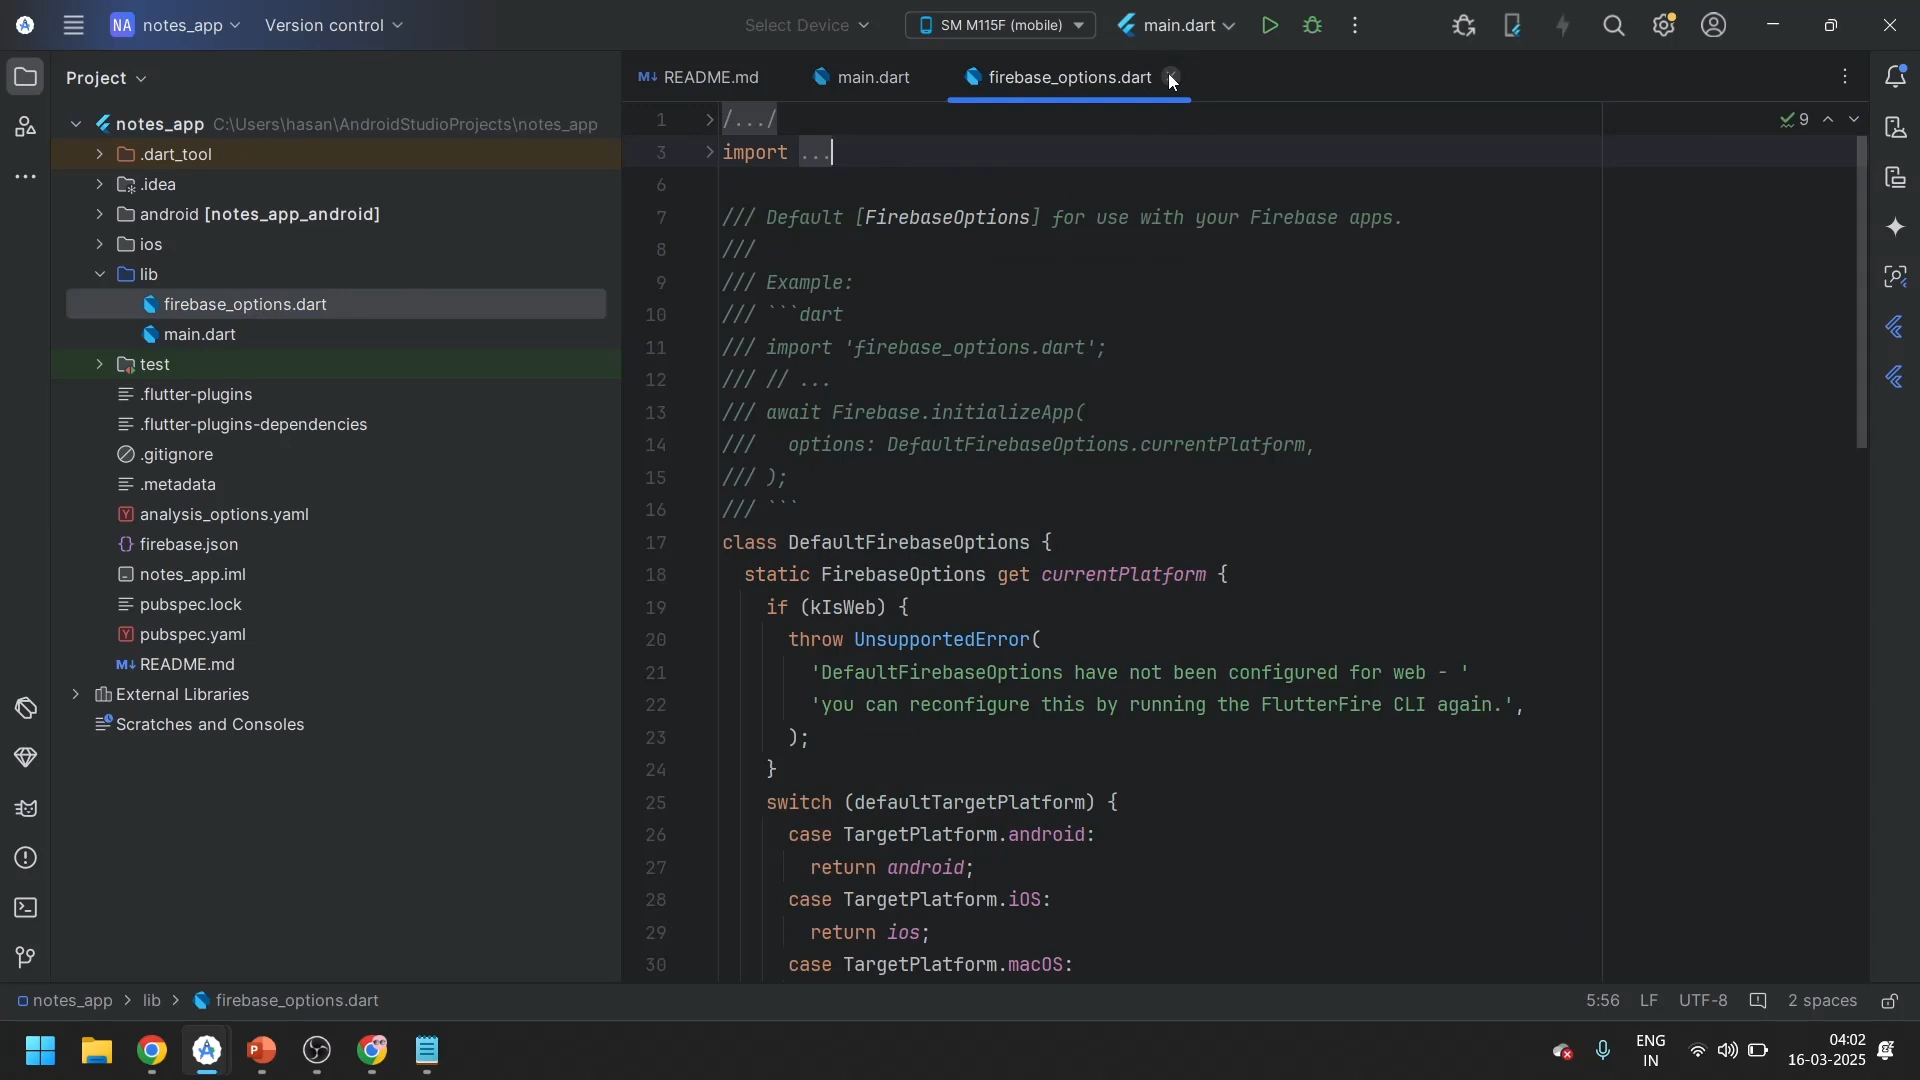 NA notes_app Version control Select Device SM M115F (mobile) main.dart
Project
README.md main.dart firebase_options.dart
notes_app C:\Users\hasan\AndroidStudioProjects\notes_app
.dart_tool
.idea
android [notes_app_android]
ios
lib
firebase_options.dart
main.dart
test
.flutter-plugins
.flutter-plugins-dependencies
.gitignore
.metadata
analysis_options.yaml
firebase.json
notes_app.iml
pubspec.lock
pubspec.yaml
README.md
External Libraries
Scratches and Consoles
9
1 /.../
3 import ...
6
7 /// Default [FirebaseOptions] for use with your Firebase apps.
8 ///
9 /// Example:
10 /// ```dart
11 /// import 'firebase_options.dart';
12 /// // ...
13 /// await Firebase.initializeApp(
14 ///   options: DefaultFirebaseOptions.currentPlatform,
15 /// );
16 /// ```
17 class DefaultFirebaseOptions {
18   static FirebaseOptions get currentPlatform {
19     if (kIsWeb) {
20       throw UnsupportedError(
21         'DefaultFirebaseOptions have not been configured for web - '
22         'you can reconfigure this by running the FlutterFire CLI again.',
23       );
24     }
25     switch (defaultTargetPlatform) {
26       case TargetPlatform.android:
27         return android;
28       case TargetPlatform.iOS:
29         return ios;
30       case TargetPlatform.macOS:
notes_app > lib > firebase_options.dart 5:56 LF UTF-8 2 spaces
ENG
IN
04:02
16-03-2025